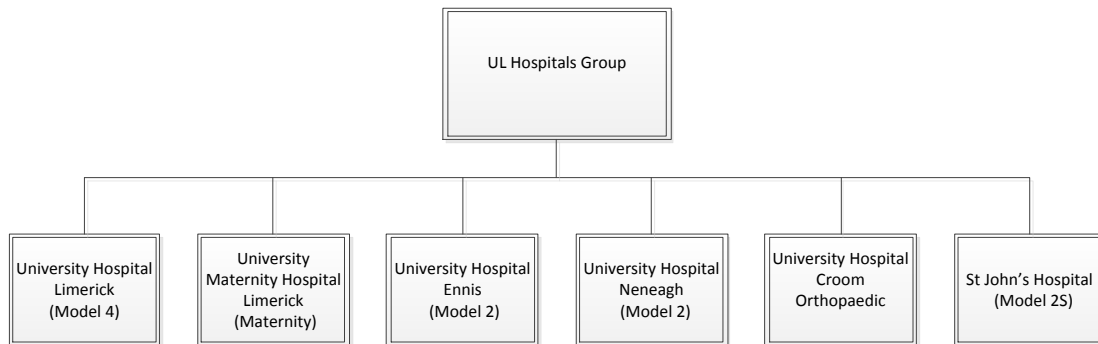 UL Hospitals Group
University Hospital
Limerick
(Model 4)
University
Maternity Hospital
Limerick
(Maternity)
University Hospital
Ennis
(Model 2)
University Hospital
Neneagh
(Model 2)
University Hospital
Croom
Orthopaedic
St John’s Hospital
(Model 2S)